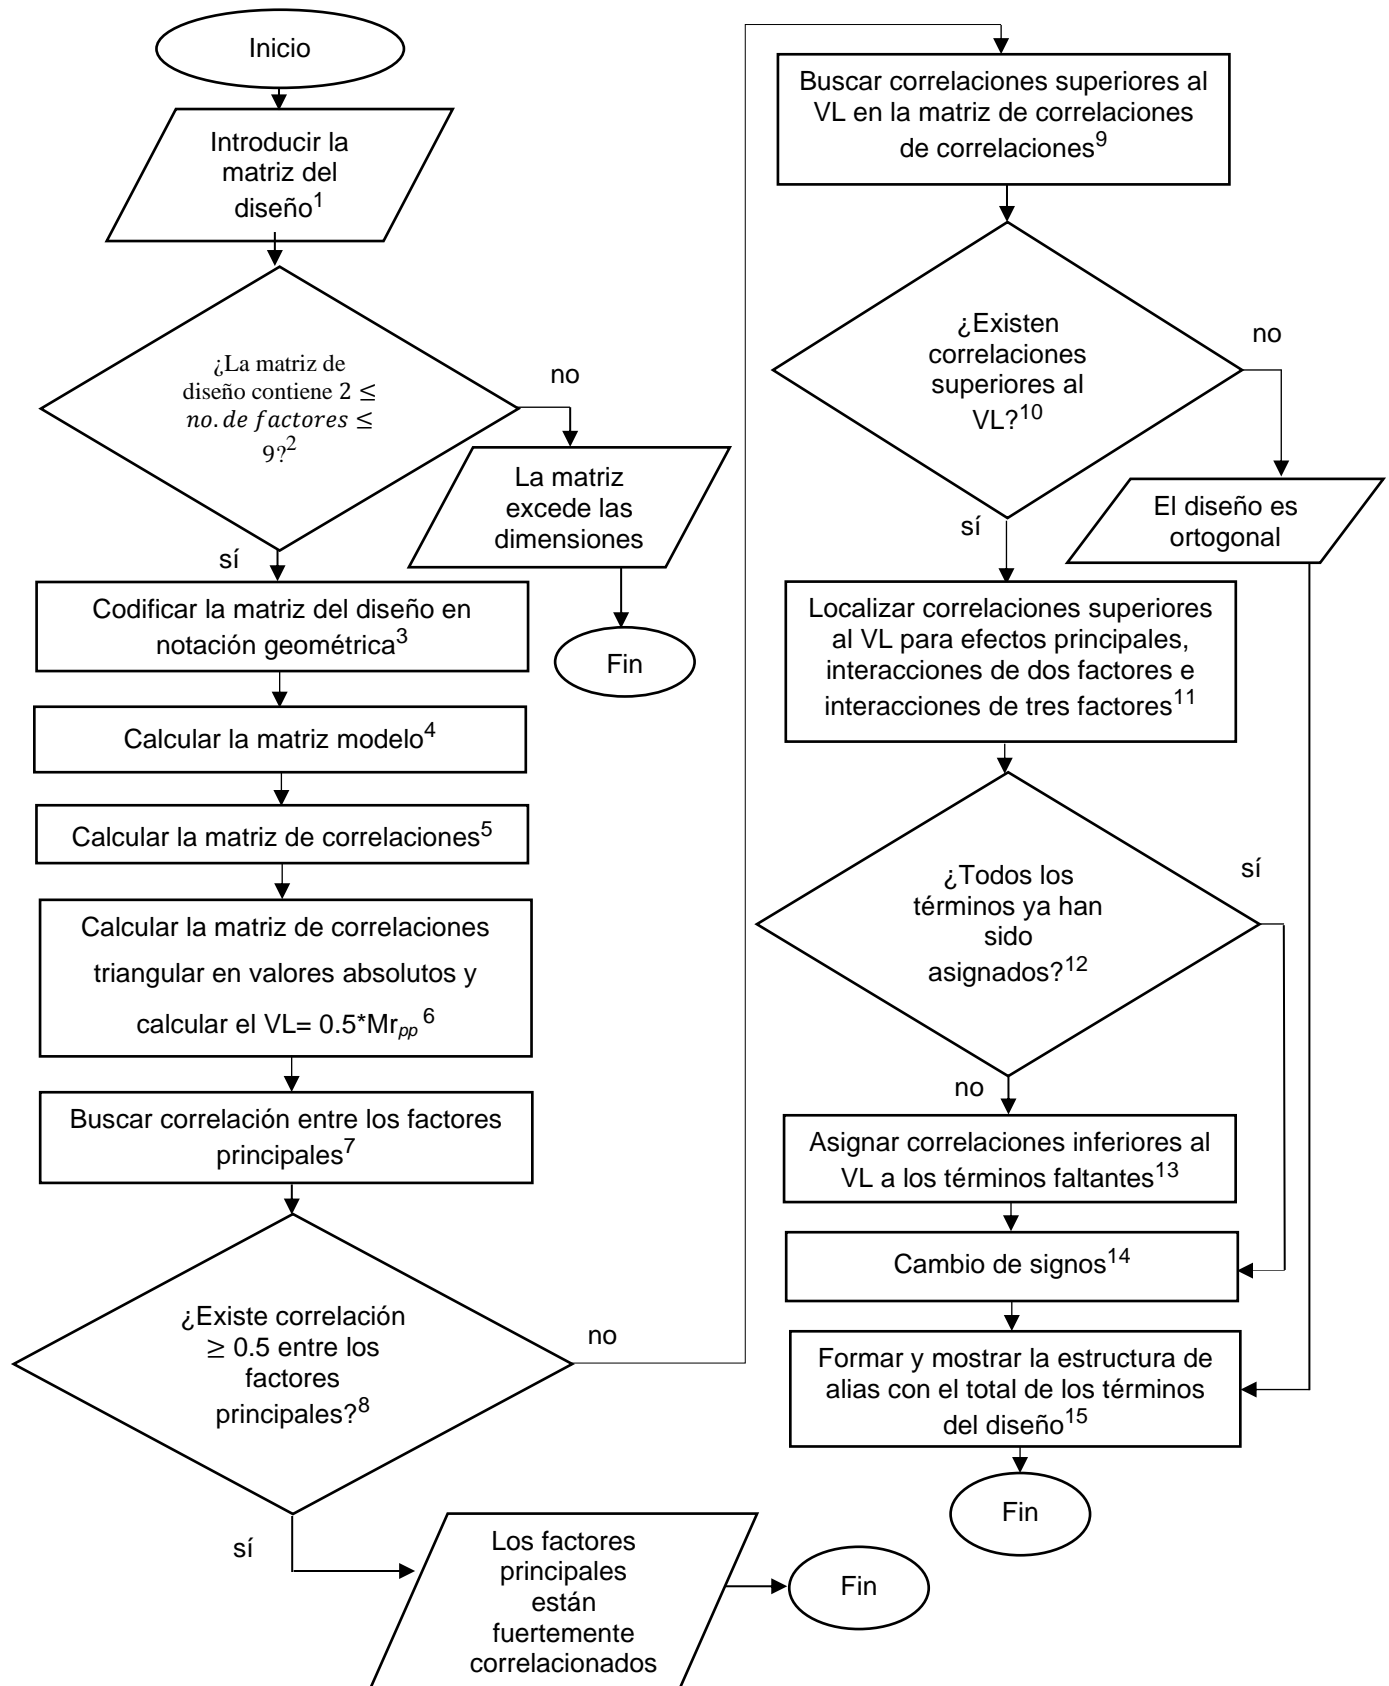 Inicio
Introducir la
matriz del
diseño1
¿La matriz de
diseño contiene 2 ≤
no. de factores ≤
9?2
no
La matriz
excede las
dimensiones
Fin
sí
Codificar la matriz del diseño en
notación geométrica3
Calcular la matriz modelo4
Calcular la matriz de correlaciones5
Calcular la matriz de correlaciones
triangular en valores absolutos y
calcular el VL= 0.5*Mrpp 6
Buscar correlación entre los factores
principales7
¿Existe correlación
≥ 0.5 entre los
factores
principales?8
no
sí
Los factores
principales
están
fuertemente
correlacionados
Fin
Buscar correlaciones superiores al
VL en la matriz de correlaciones
de correlaciones9
¿Existen
correlaciones
superiores al
VL?10
no
El diseño es
ortogonal
sí
Localizar correlaciones superiores
al VL para efectos principales,
interacciones de dos factores e
interacciones de tres factores11
¿Todos los
términos ya han
sido
asignados?12
sí
no
Asignar correlaciones inferiores al
VL a los términos faltantes13
Cambio de signos14
Formar y mostrar la estructura de
alias con el total de los términos
del diseño15
Fin